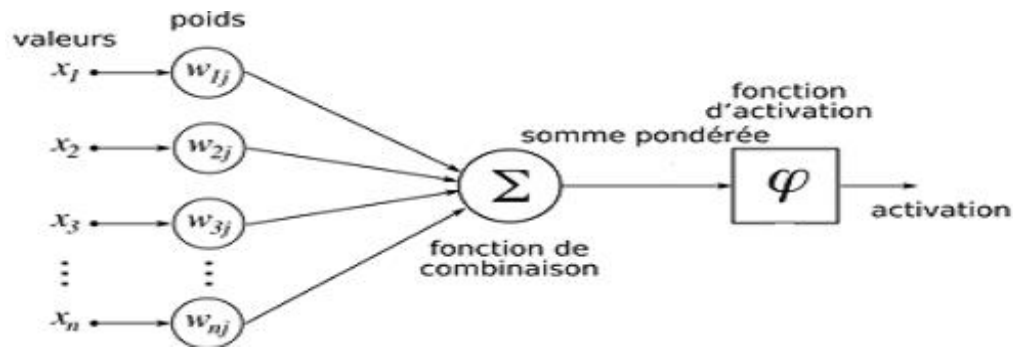 poids
valeurs
x1 w1j
fonction
d'activation
somme pondérée
x2 w2j
Σ φ
x3 w3j
activation
fonction de
combinaison
xn wnj